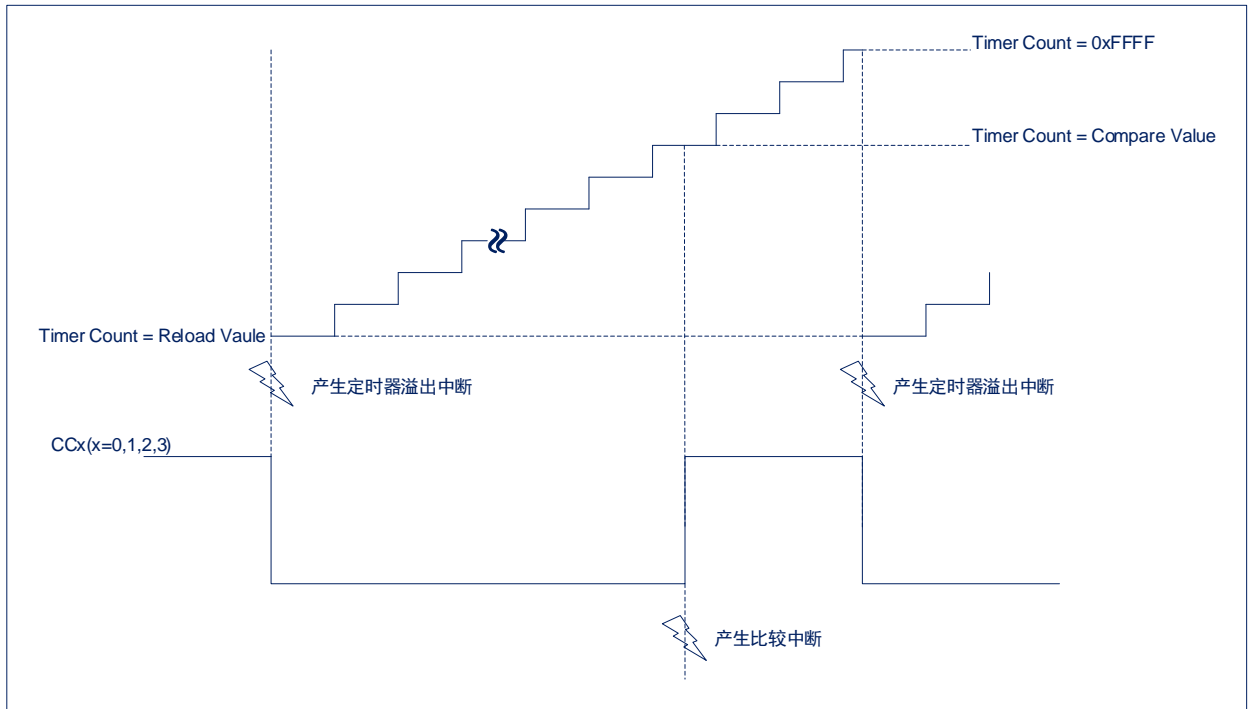 Timer Count = 0xFFFF
Timer Count = Compare Value
Timer Count = Reload Vaule
产生定时器溢出中断
产生定时器溢出中断
CCx(x=0,1,2,3)
产生比较中断